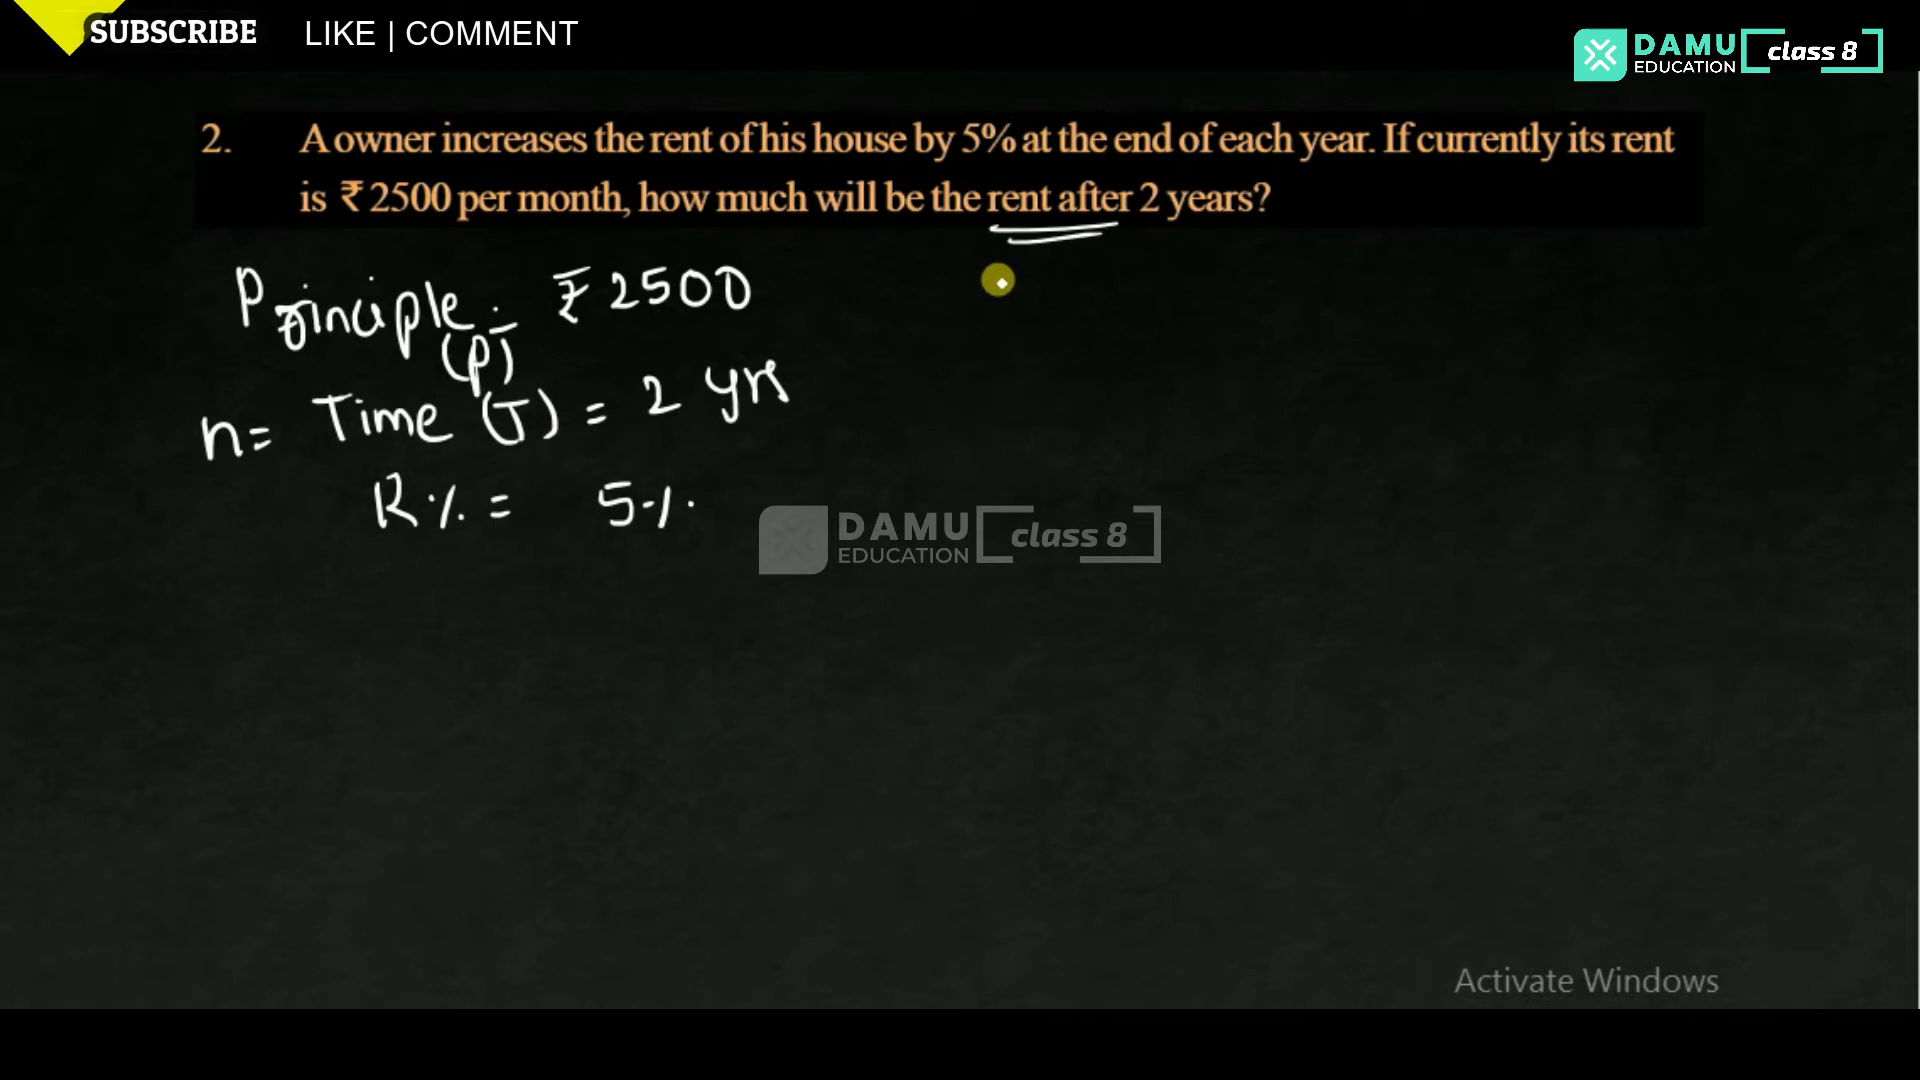 SUBSCRIBE LIKE | COMMENT
DAMU EDUCATION class 8
2. A owner increases the rent of his house by 5% at the end of each year. If currently its rent
is ₹ 2500 per month, how much will be the rent after 2 years?
Principle :- ₹ 2500
(P)
n = Time (T) = 2 yrs
R% = 5%
DAMU EDUCATION class 8
Activate Windows